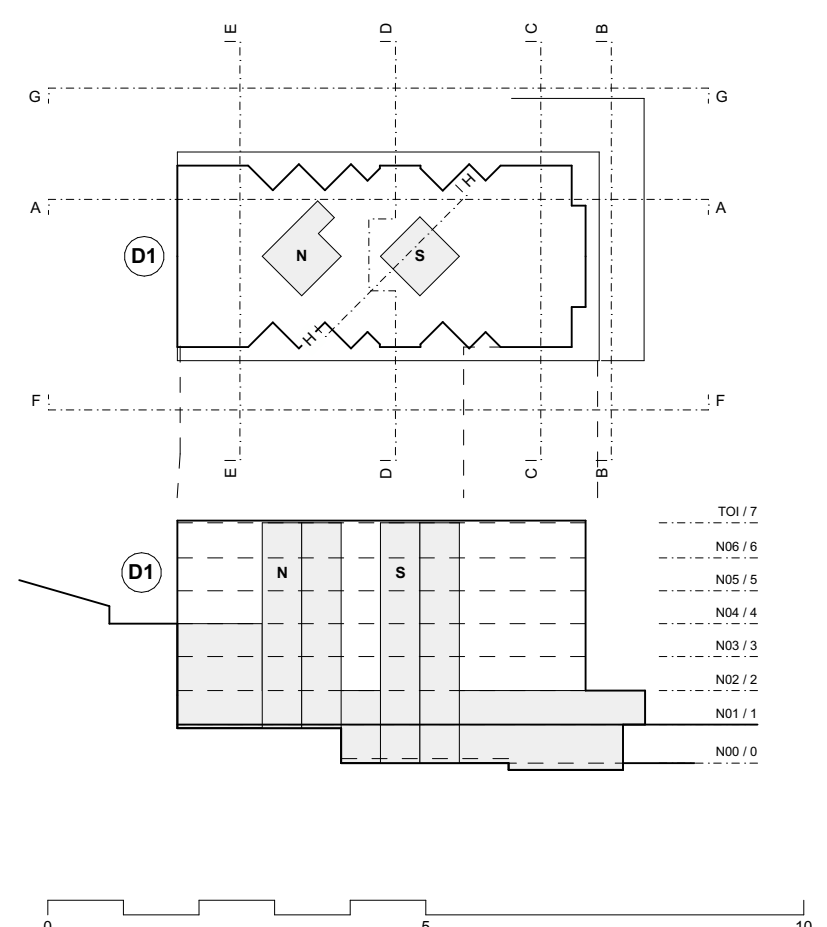 E D C B
G G
A A
H
D1 N S
H
F F
E D C B
TOI / 7
N06 / 6
D1 N S
N05 / 5
N04 / 4
N03 / 3
N02 / 2
N01 / 1
N00 / 0
0 5 10